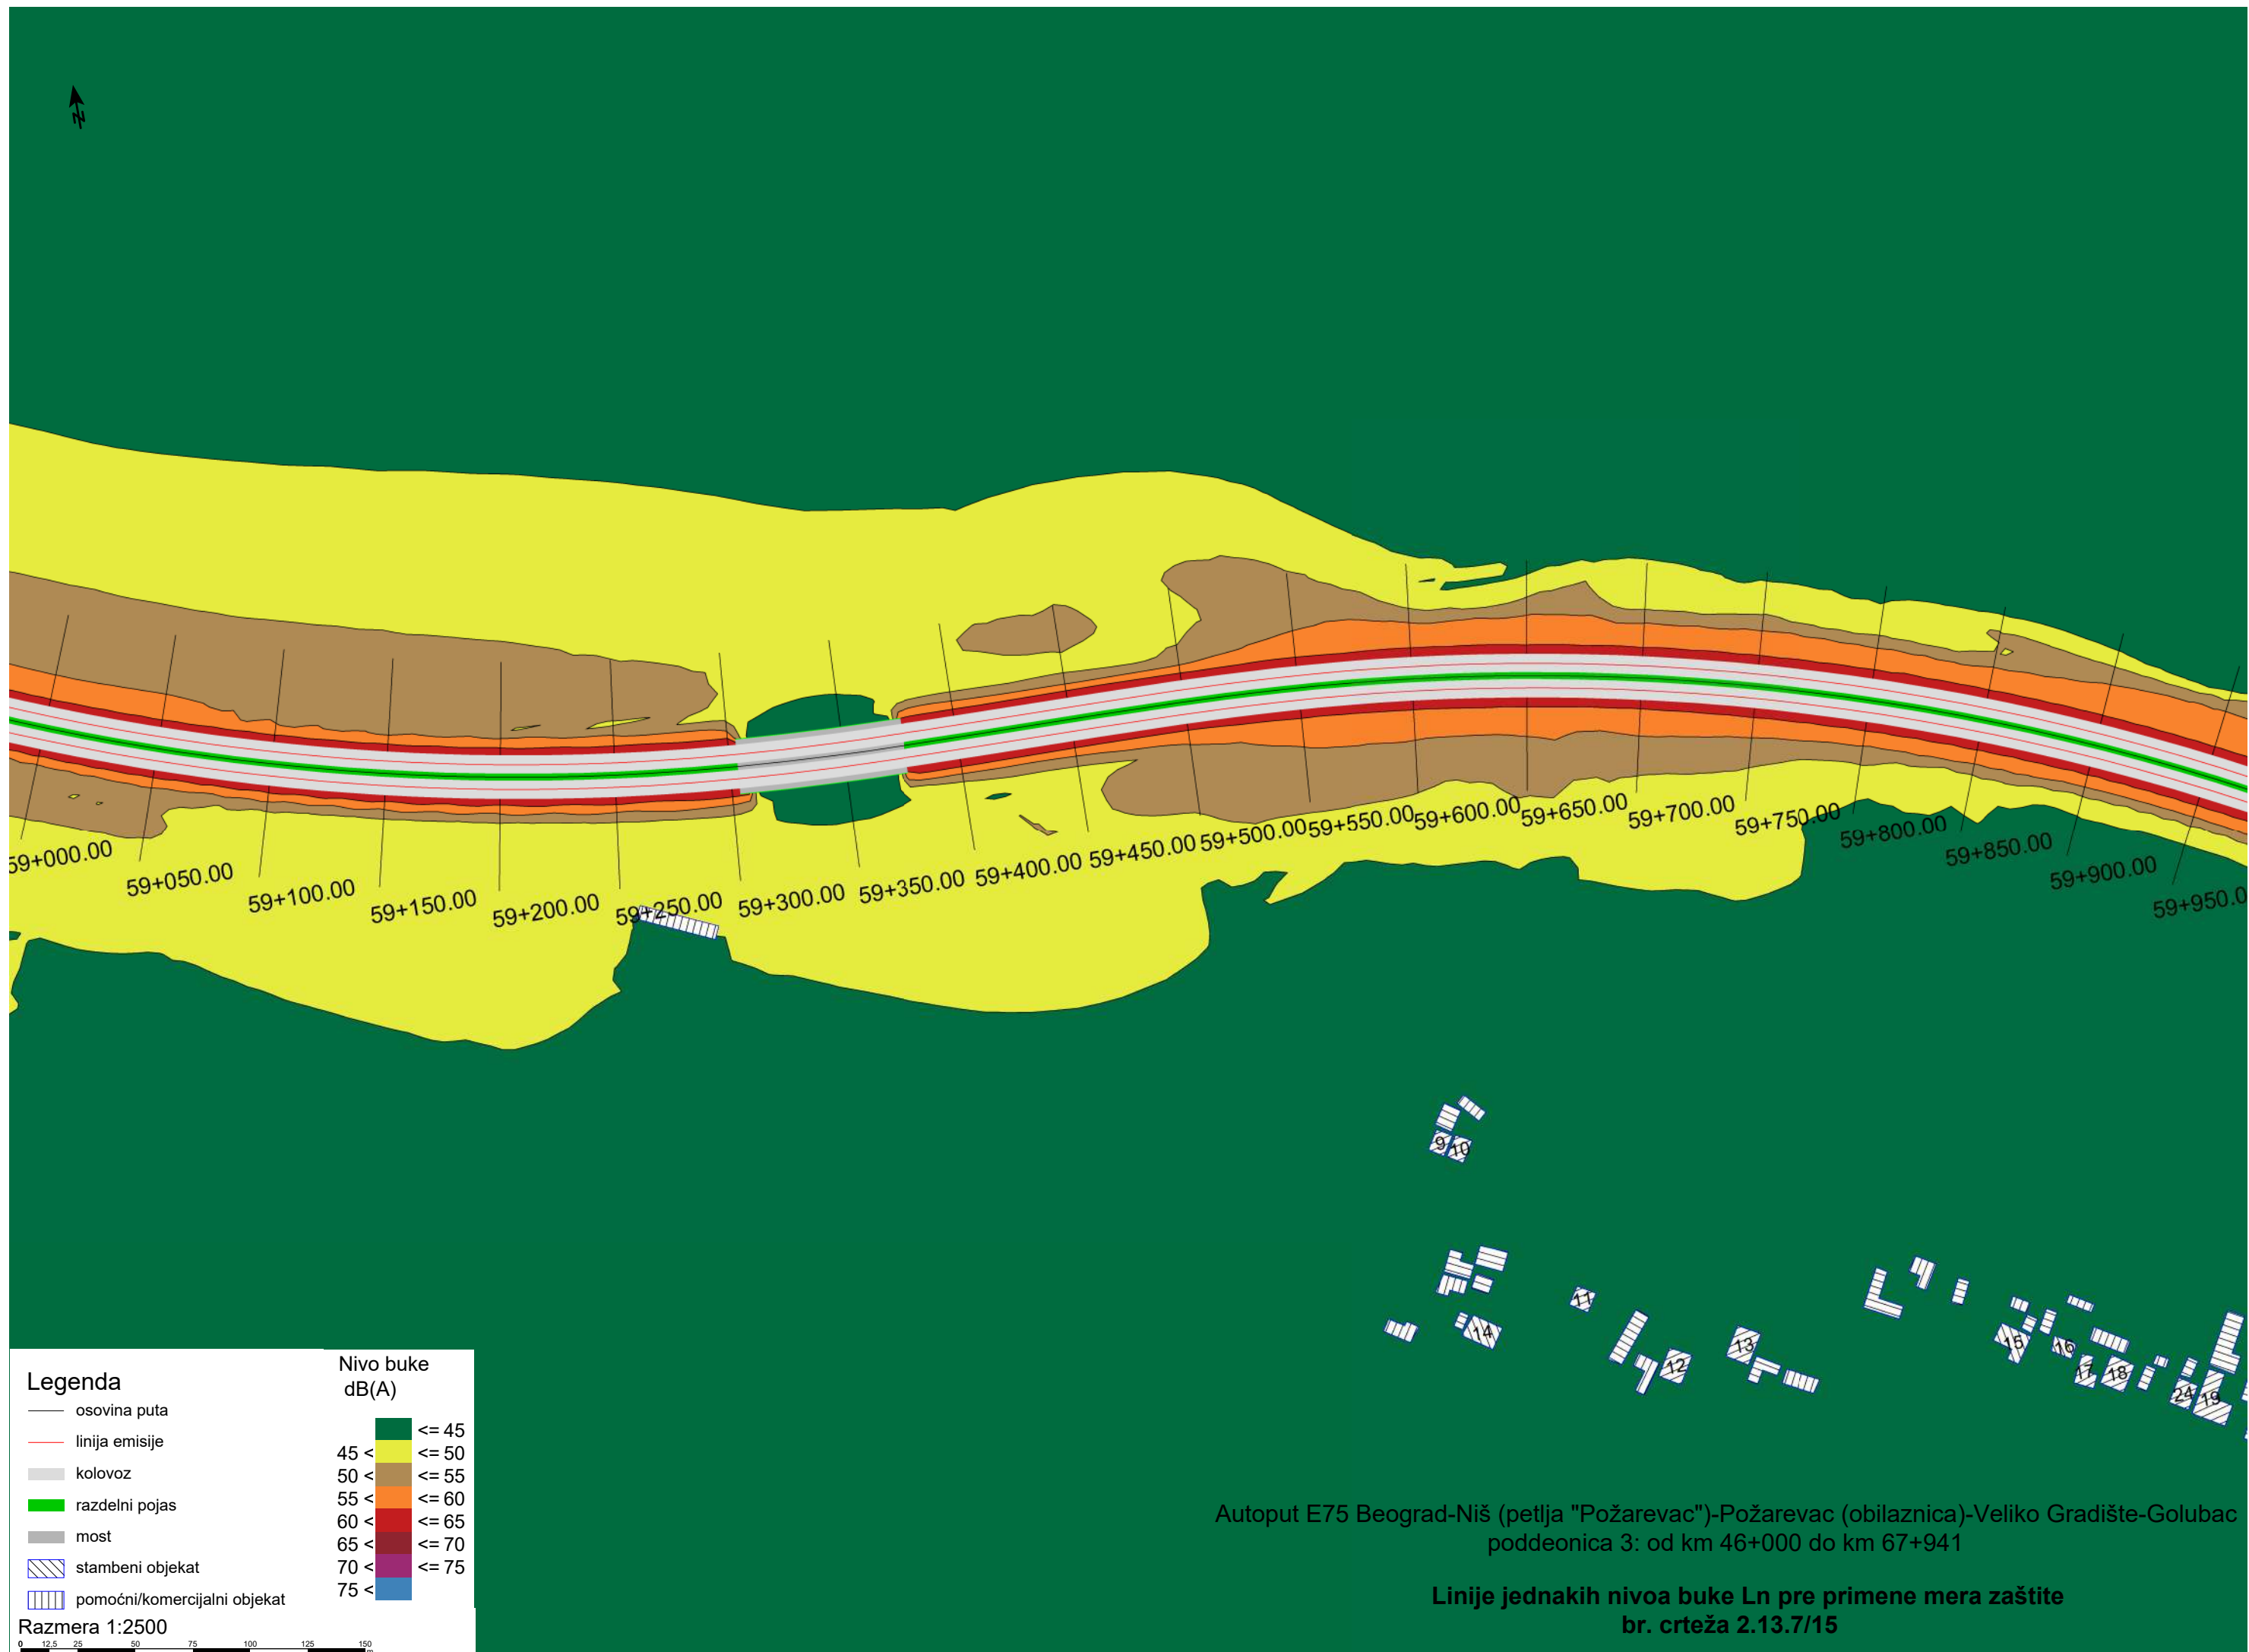 N
59+000.00
59+050.00
59+100.00
59+150.00
59+200.00
59+250.00
59+300.00
59+350.00
59+400.00
59+450.00
59+500.00
59+550.00
59+600.00
59+650.00
59+700.00
59+750.00
59+800.00
59+850.00
59+900.00
59+950.0
9
10
11
14
12
13
15
16
17
18
24
19
Legenda
osovina puta
linija emisije
kolovoz
razdelni pojas
most
stambeni objekat
pomoćni/komercijalni objekat
Nivo buke
dB(A)
<= 45
45 < <= 50
50 < <= 55
55 < <= 60
60 < <= 65
65 < <= 70
70 < <= 75
75 <
Razmera 1:2500
0 12,5 25 50 75 100 125 150
m
Autoput E75 Beograd-Niš (petlja "Požarevac")-Požarevac (obilaznica)-Veliko Gradište-Golubac
poddeonica 3: od km 46+000 do km 67+941
Linije jednakih nivoa buke Ln pre primene mera zaštite
br. crteža 2.13.7/15